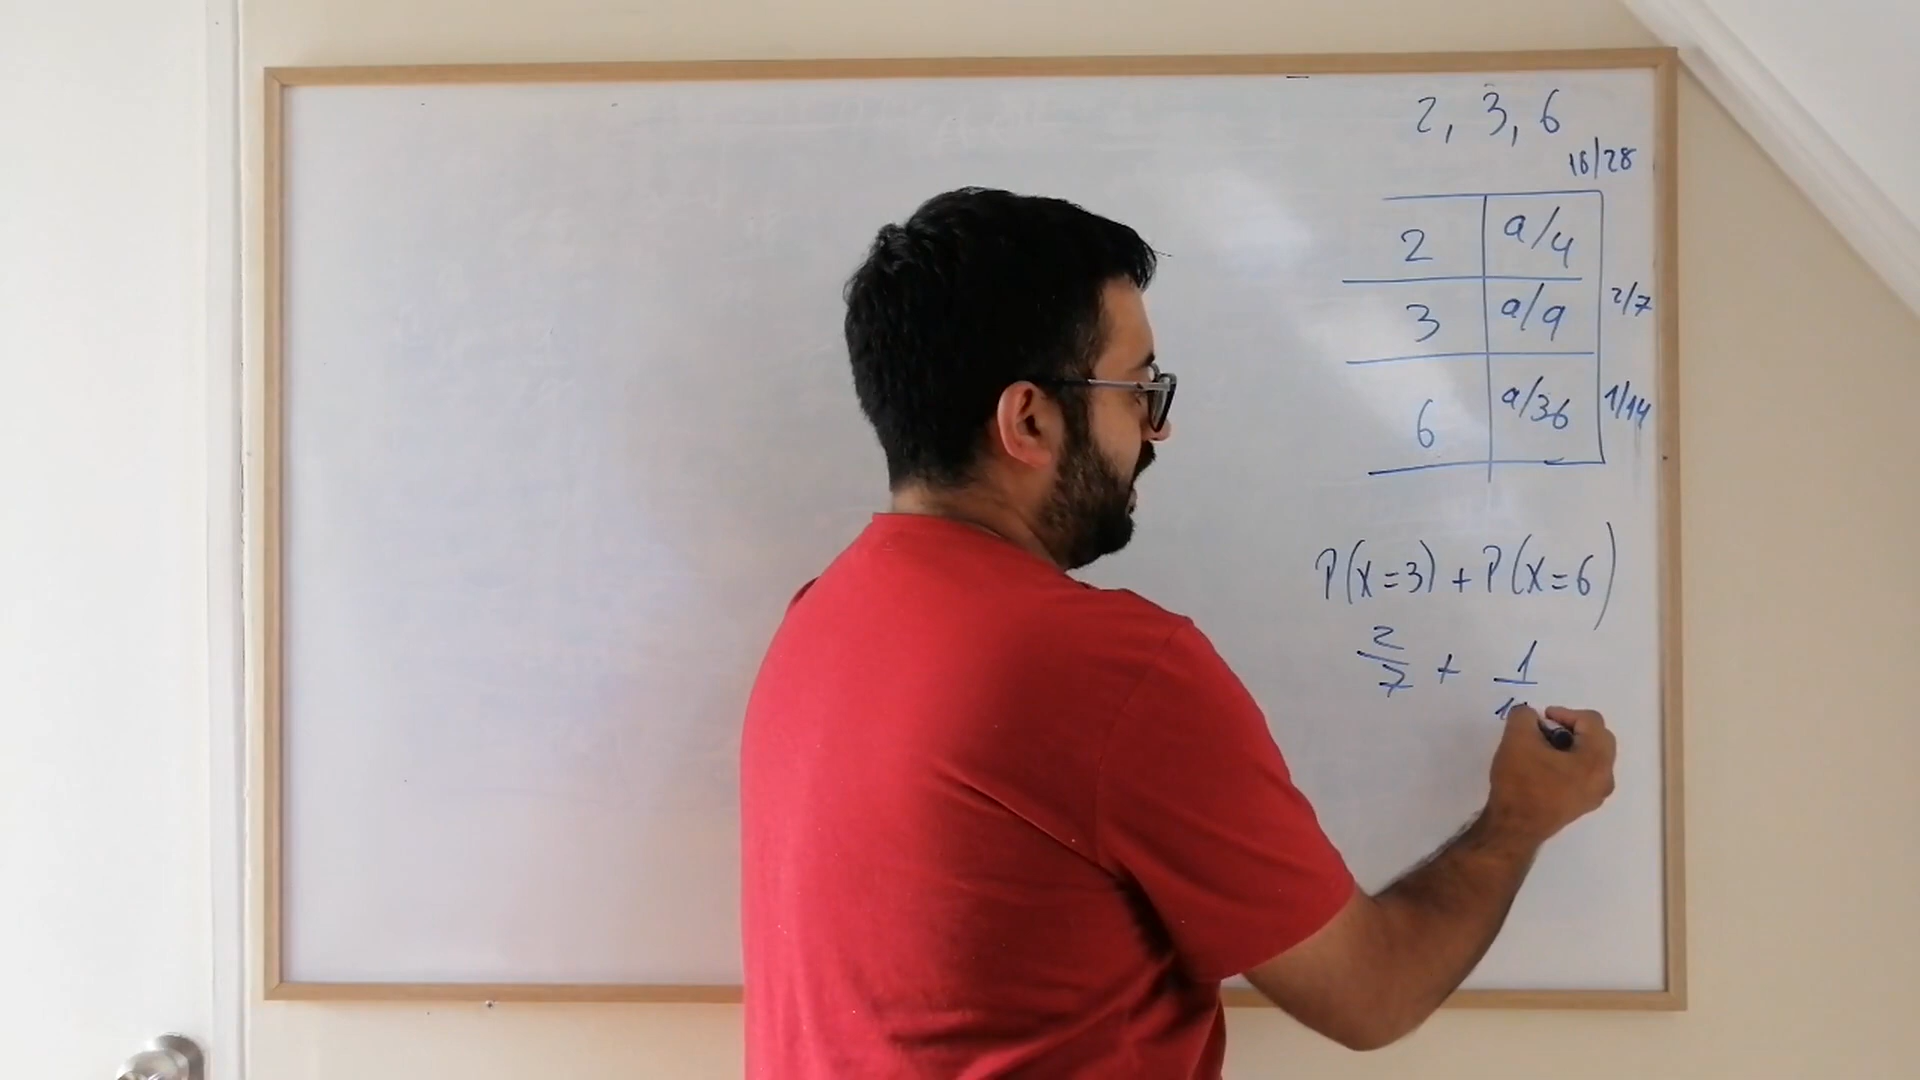 2, 3, 6
18/28
2 a/4
3 a/9 2/7
6 a/36 1/14
P(X=3) + P(X=6)
2/7 + 1/